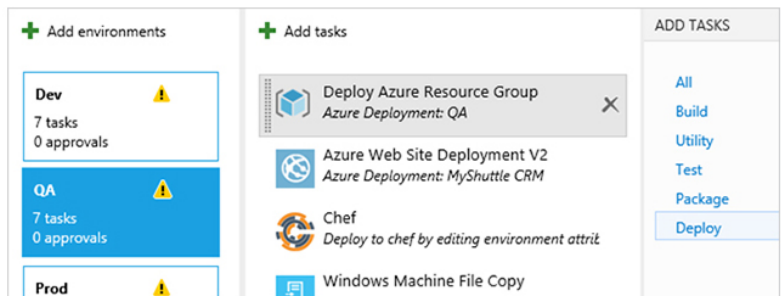 Add environments
Dev
7 tasks
0 approvals
QA
7 tasks
0 approvals
Prod
Add tasks
Deploy Azure Resource Group
Azure Deployment: QA
Azure Web Site Deployment V2
Azure Deployment: MyShuttle CRM
Chef
Deploy to chef by editing environment attrib
Windows Machine File Copy
ADD TASKS
All
Build
Utility
Test
Package
Deploy